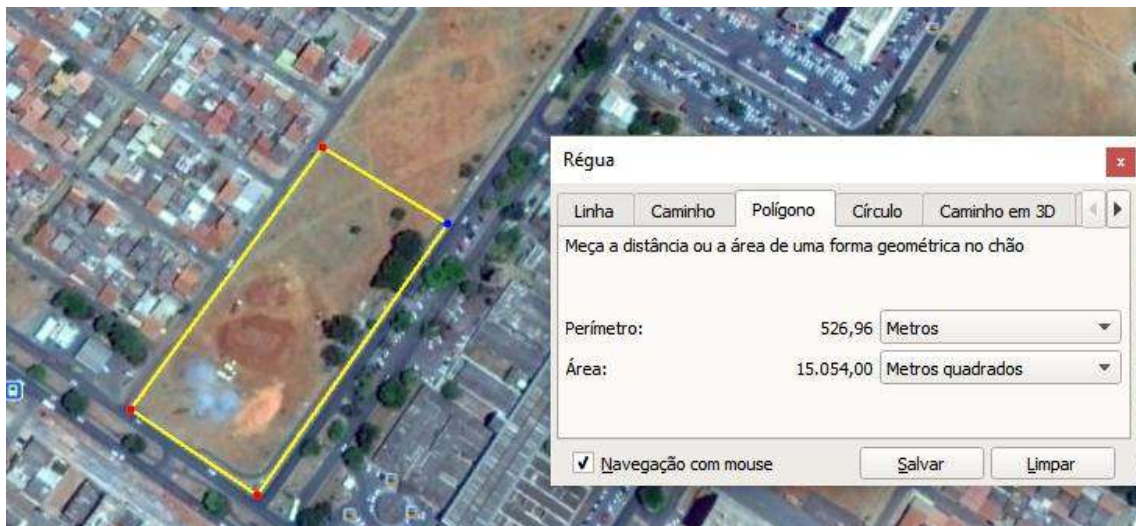 Régua
x
Linha Caminho Polígono Círculo Caminho em 3D
Meça a distância ou a área de uma forma geométrica no chão
Perímetro: 526,96 Metros
Área: 15.054,00 Metros quadrados
Navegação com mouse Salvar Limpar